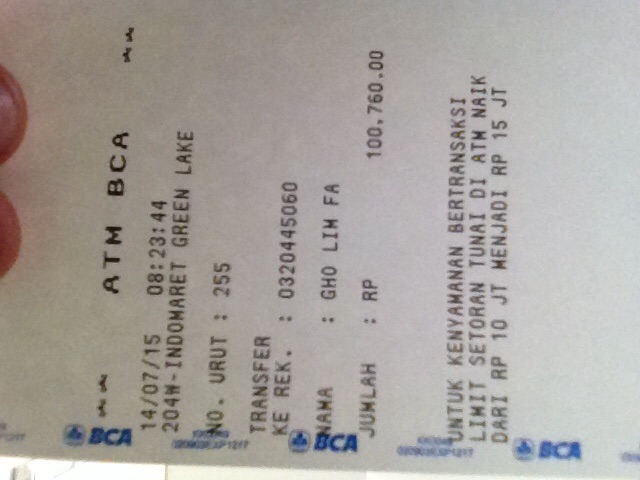 ~~ ATM BCA ~~
14/07/15 08:23:44
204W-INDOMARET GREEN LAKE
NO. URUT : 255
TRANSFER
KE REK. : 0320445060
NAMA : GHO LIM FA
JUMLAH : RP 100,760.00
UNTUK KENYAMANAN BERTRANSAKSI
LIMIT SETORAN TUNAI DI ATM NAIK
DARI RP 10 JT MENJADI RP 15 JT
BCA
BCA
BCA